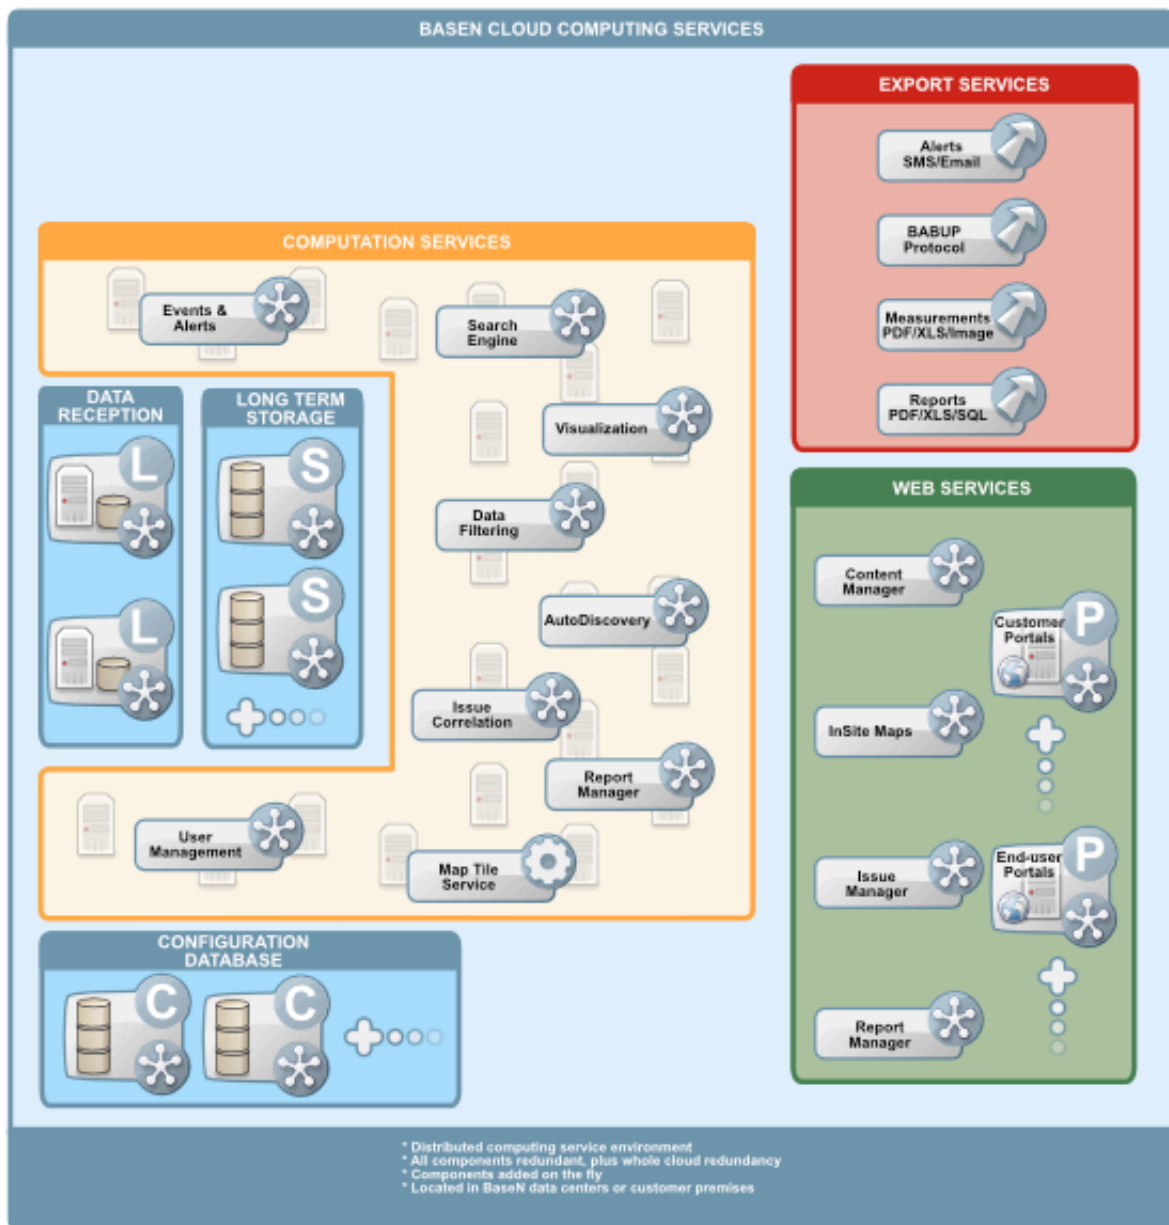 BASEN CLOUD COMPUTING SERVICES
EXPORT SERVICES
Alerts
SMS/Email
BABUP
Protocol
Measurements
PDF/XLS/Image
Reports
PDF/XLS/SQL
COMPUTATION SERVICES
Events &
Alerts
Search
Engine
Visualization
Data
Filtering
AutoDiscovery
Issue
Correlation
Report
Manager
User
Management
Map Tile
Service
DATA
RECEPTION
L
L
LONG TERM
STORAGE
S
S
WEB SERVICES
Content
Manager
Customer
Portals
P
InSite Maps
Issue
Manager
End-user
Portals
P
Report
Manager
CONFIGURATION
DATABASE
C
C
* Distributed computing service environment
* All components redundant, plus whole cloud redundancy
* Components added on the fly
* Located in BaseN data centers or customer premises